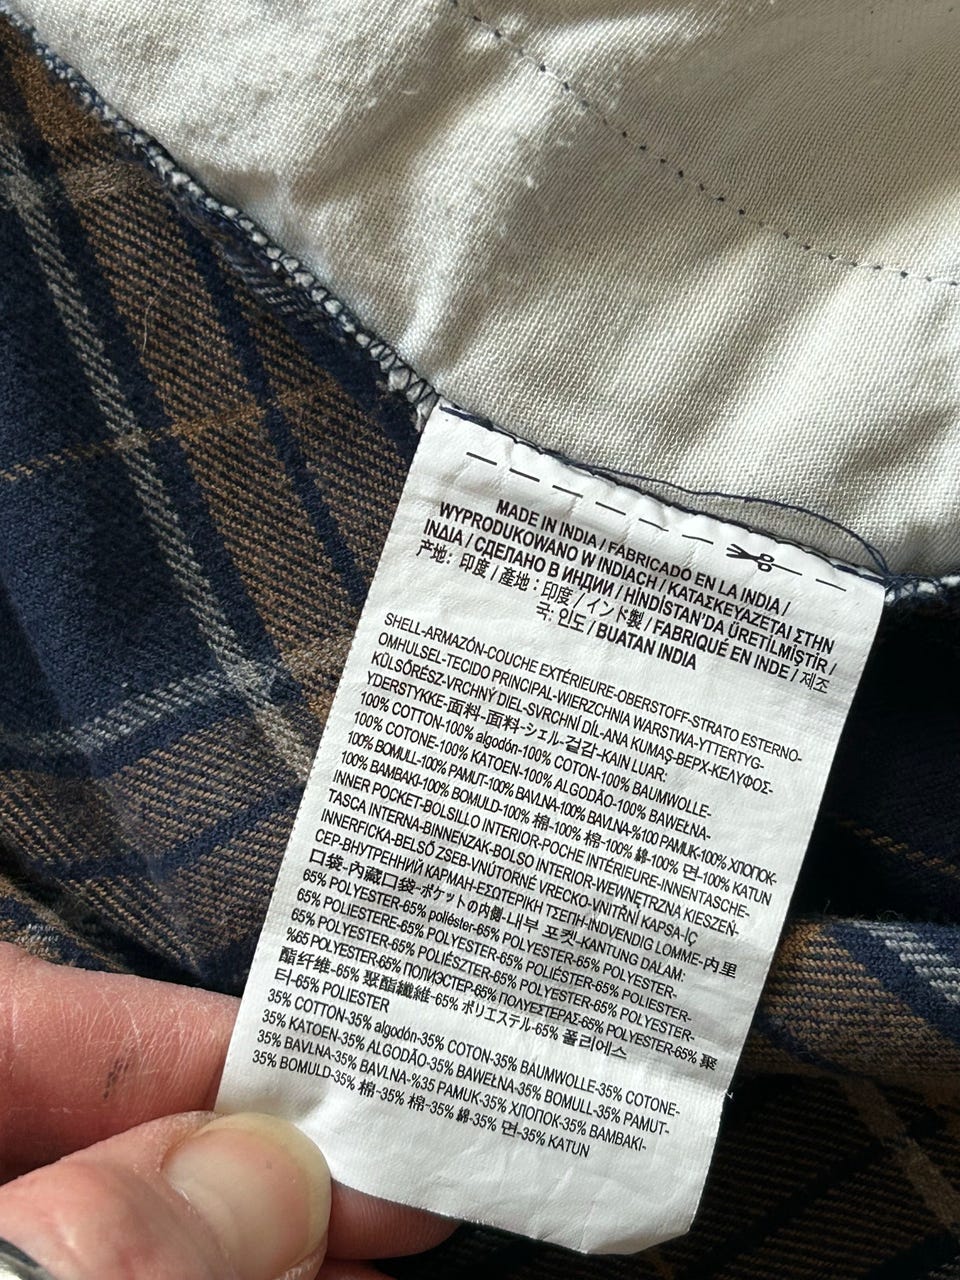 MADE IN INDIA / FABRICADO EN LA INDIA /
WYPRODUKOWANO W INDIACH / ΚΑΤΑΣΚΕΥΑΖΕΤΑΙ ΣΤΗΝ
ΙΝΔΙΑ / СДЕЛАНО В ИНДИИ / HİNDİSTAN'DA ÜRETİLMİŞTİR /
产地: 印度 / 產地: 印度 / インド製 / FABRIQUÉ EN INDE / 제조
국: 인도 / BUATAN INDIA
SHELL-ARMAZÓN-COUCHE EXTÉRIEURE-OBERSTOFF-STRATO ESTERNO-
OMHULSEL-TECIDO PRINCIPAL-WIERZCHNIA WARSTWA-YTTERTYG-
KÜLSŐRÉSZ-VRCHNÝ DIEL-SVRCHNÍ DÍL-ANA KUMAŞ-ВЕРХ-ΚΕΛΥΦΟΣ-
YDERSTYKKE-面料-面料-シェル-겉감-KAIN LUAR:
100% COTTON-100% algodón-100% COTON-100% BAUMWOLLE-
100% COTONE-100% KATOEN-100% ALGODÃO-100% BAWEŁNA-
100% BOMULL-100% PAMUT-100% BAVLNA-100% BAVLNA-%100 PAMUK-100% ХЛОПОК-
100% ΒΑΜΒΑΚΙ-100% BOMULD-100% 棉-100% 棉-100% 綿-100% 면-100% KATUN
INNER POCKET-BOLSILLO INTERIOR-POCHE INTÉRIEURE-INNENTASCHE-
TASCA INTERNA-BINNENZAK-BOLSO INTERIOR-WEWNĘTRZNA KIESZEŃ-
INNERFICKA-BELSŐ ZSEB-VNÚTORNÉ VRECKO-VNITŘNÍ KAPSA-İÇ
CEP-ВНУТРЕННИЙ КАРМАН-ΕΣΩΤΕΡΙΚΗ ΤΣΕΠΗ-INDVENDIG LOMME-内里
口袋-內藏口袋-ポケットの内側-내부 포켓-KANTUNG DALAM:
65% POLYESTER-65% poliéster-65% POLYESTER-65% POLYESTER-
65% POLIESTERE-65% POLYESTER-65% POLIÉSTER-65% POLIESTER-
65% POLYESTER-65% POLIÉSZTER-65% POLYESTER-65% POLYESTER-
%65 POLYESTER-65% ПОЛИЭСТЕР-65% ΠΟΛΥΕΣΤΕΡΑΣ-65% POLYESTER-65% 聚
酯纤维-65% 聚酯纖維-65% ポリエステル-65% 폴리에스
터-65% POLIESTER
35% COTTON-35% algodón-35% COTON-35% BAUMWOLLE-35% COTONE-
35% KATOEN-35% ALGODÃO-35% BAWEŁNA-35% BOMULL-35% PAMUT-
35% BAVLNA-35% BAVLNA-%35 PAMUK-35% ХЛОПОК-35% ΒΑΜΒΑΚΙ-
35% BOMULD-35% 棉-35% 棉-35% 綿-35% 면-35% KATUN